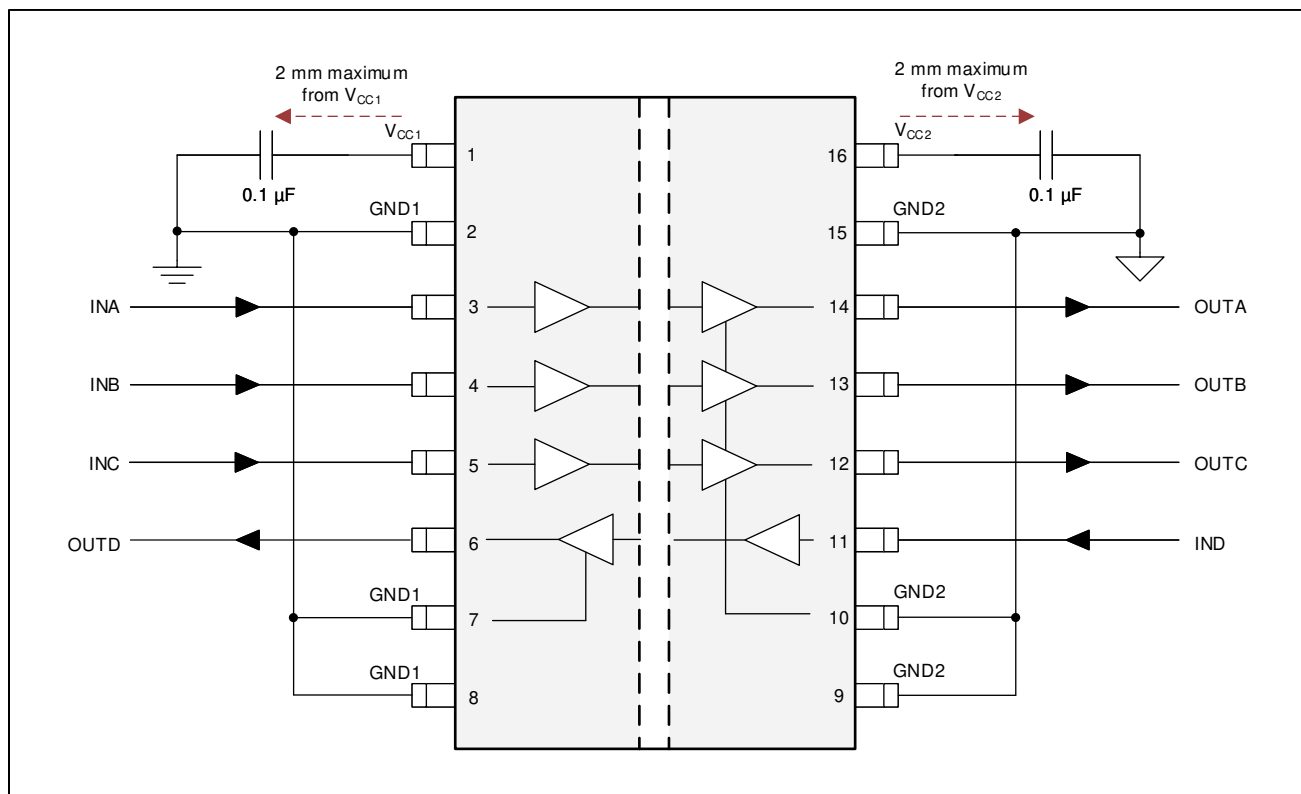 2 mm maximum
from VCC1
2 mm maximum
from VCC2
VCC1
VCC2
1
16
0.1 µF
0.1 µF
GND1
GND2
2
15
INA
3
14
OUTA
INB
4
13
OUTB
INC
5
12
OUTC
OUTD
6
11
IND
GND1
GND2
7
10
GND1
GND2
8
9